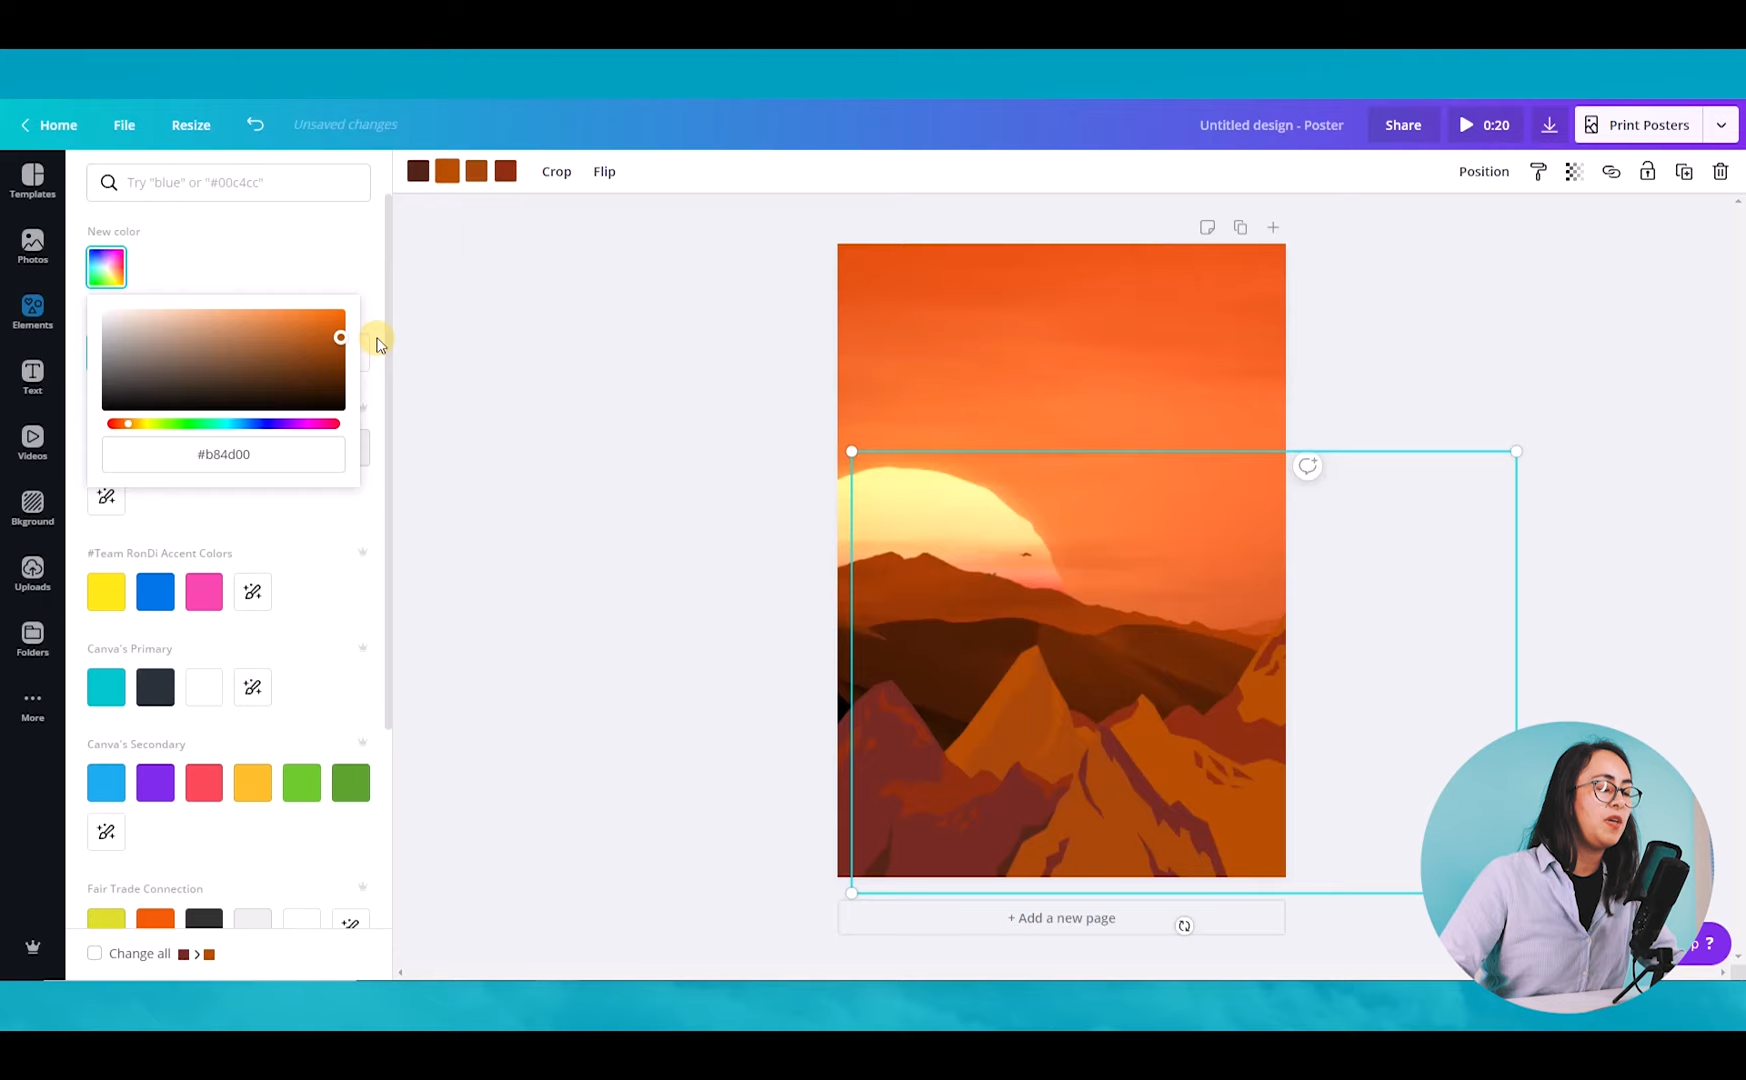 Home
File
Resize
Unsaved changes
Untitled design - Poster
Share
0:20
Print Posters
Templates
Photos
Elements
Text
Videos
Bkground
Uploads
Folders
More
Try "blue" or "#00c4cc"
New color
#b84d00
#Team RonDi Accent Colors
Canva's Primary
Canva's Secondary
Fair Trade Connection
Change all
Crop
Flip
Position
+ Add a new page
?